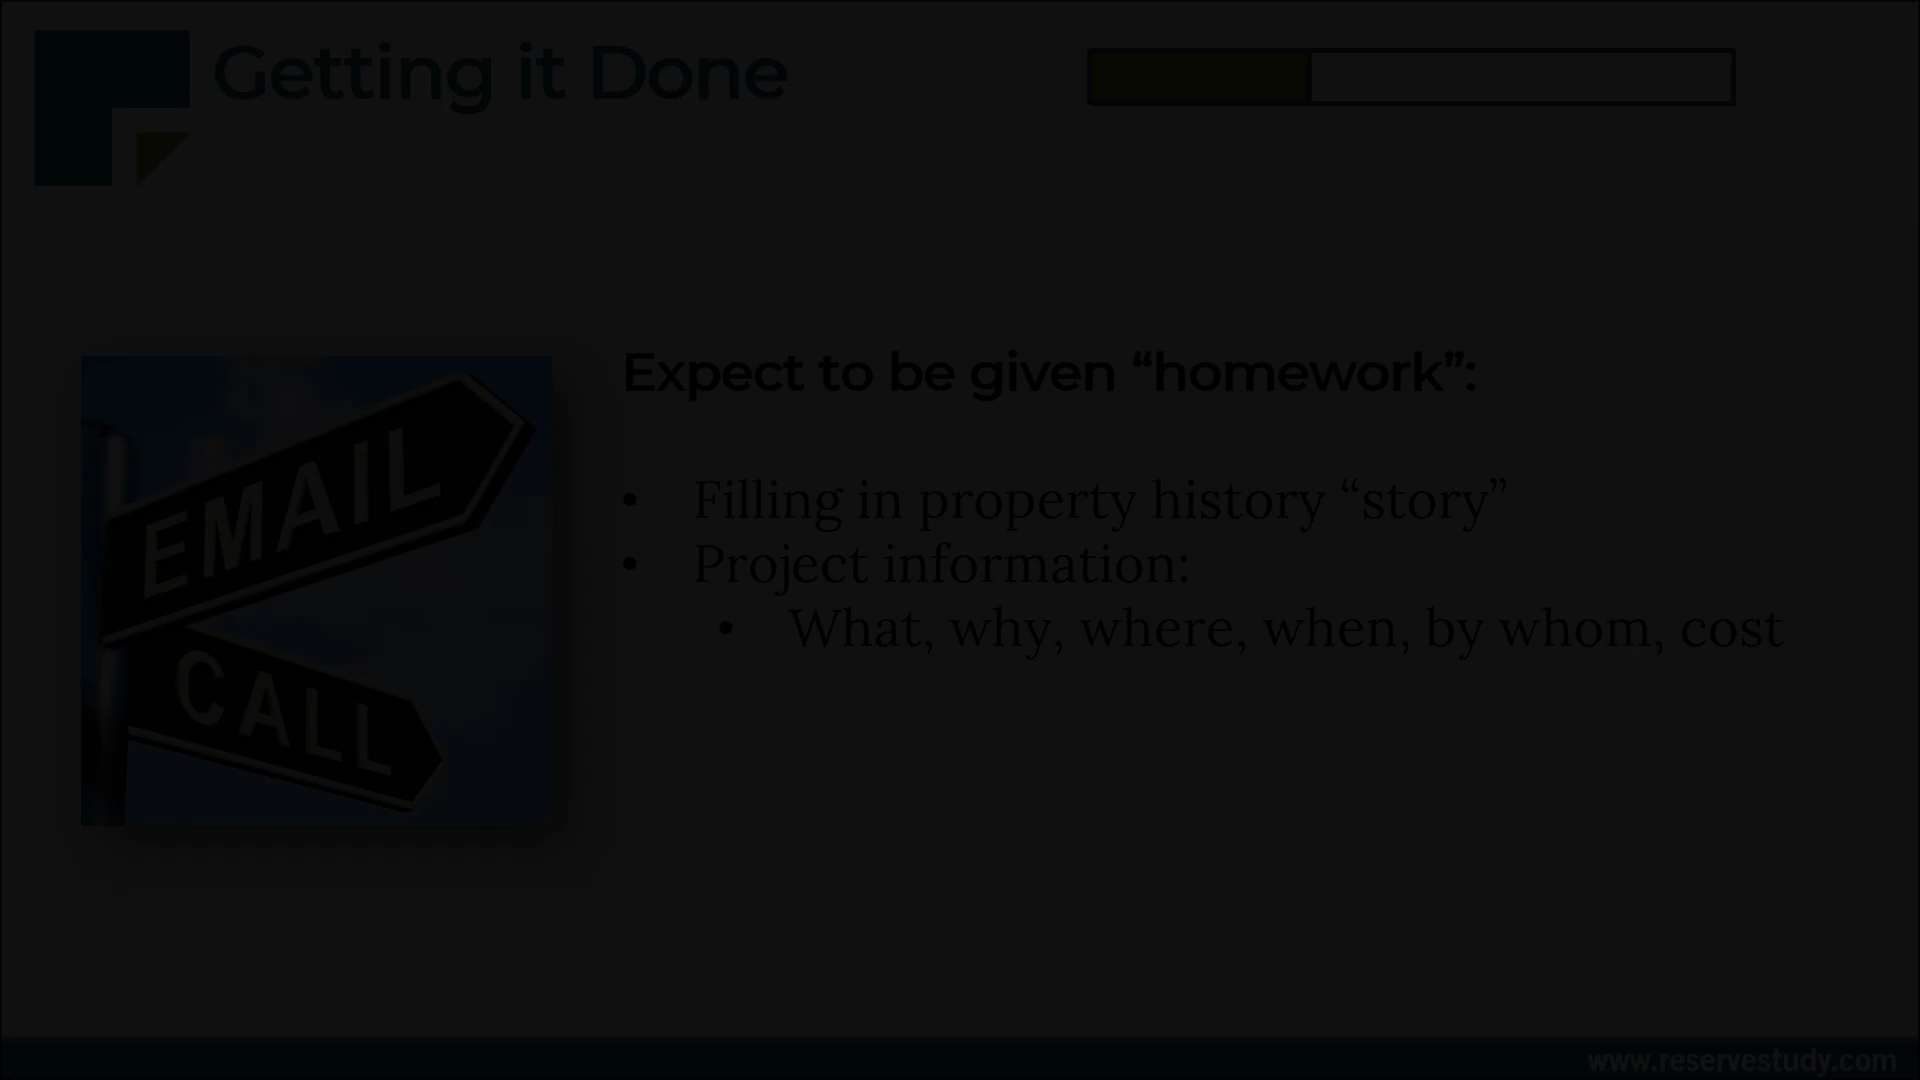 Getting it Done
Expect to be given “homework”:
EMAIL
CALL
• Filling in property history “story”
• Project information:
• What, why, where, when, by whom, cost
www.reservestudy.com